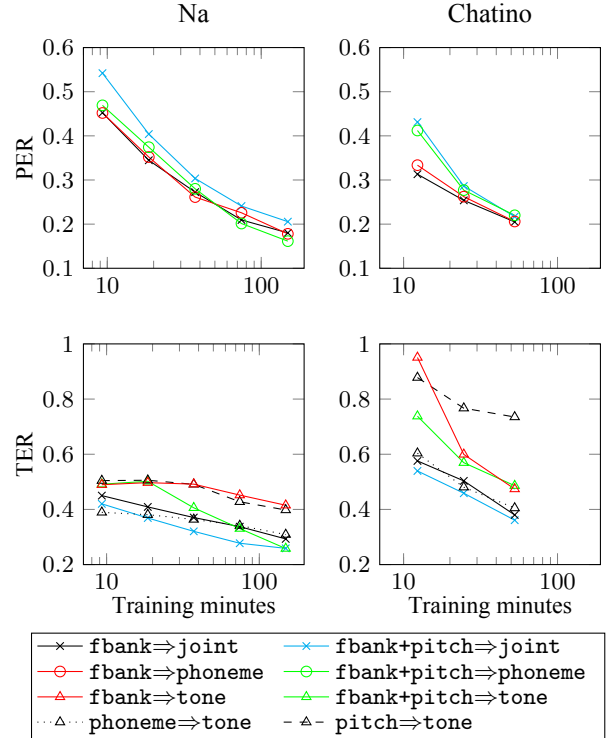 Na Chatino
0.6 0.6
0.5 0.5
0.4 0.4
0.3 0.3
0.2 0.2
0.1 0.1
PER
10 100 10 100
1 1
0.8 0.8
0.6 0.6
0.4 0.4
0.2 0.2
TER
10 100 10 100
Training minutes Training minutes
fbank⇒joint fbank+pitch⇒joint
fbank⇒phoneme fbank+pitch⇒phoneme
fbank⇒tone fbank+pitch⇒tone
phoneme⇒tone pitch⇒tone